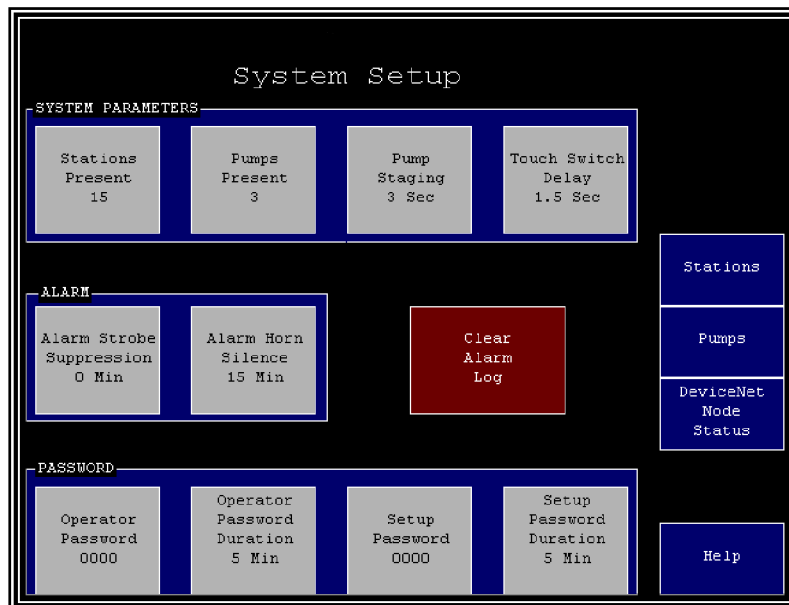 System Setup
SYSTEM PARAMETERS
Stations
Present
15
Pumps
Present
3
Pump
Staging
3 Sec
Touch Switch
Delay
1.5 Sec
Stations
ALARM
Alarm Strobe
Suppression
0 Min
Alarm Horn
Silence
15 Min
Clear
Alarm
Log
Pumps
DeviceNet
Node
Status
PASSWORD
Operator
Password
0000
Operator
Password
Duration
5 Min
Setup
Password
0000
Setup
Password
Duration
5 Min
Help